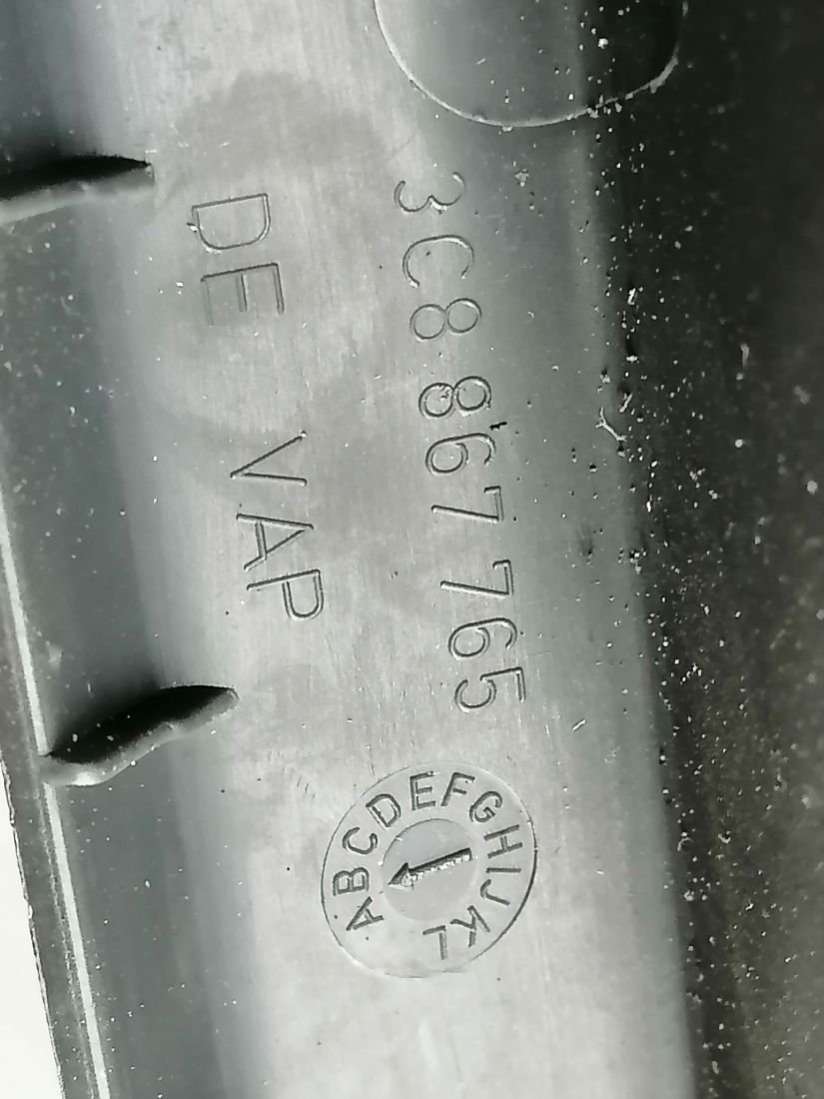 3C8 867 765
DE VAP
ABCDEFGHIJKL